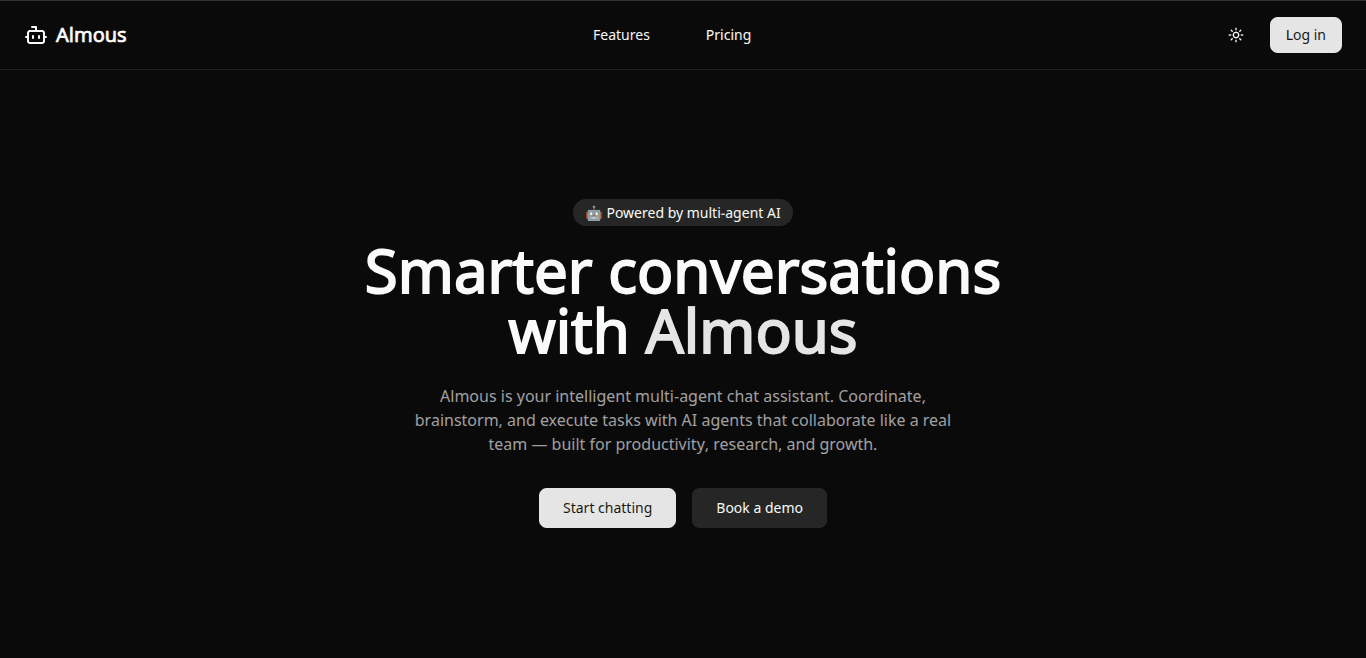 Almous
Features
Pricing
Log in
🤖 Powered by multi-agent AI
Smarter conversations
with Almous
Almous is your intelligent multi-agent chat assistant. Coordinate,
brainstorm, and execute tasks with AI agents that collaborate like a real
team — built for productivity, research, and growth.
Start chatting
Book a demo